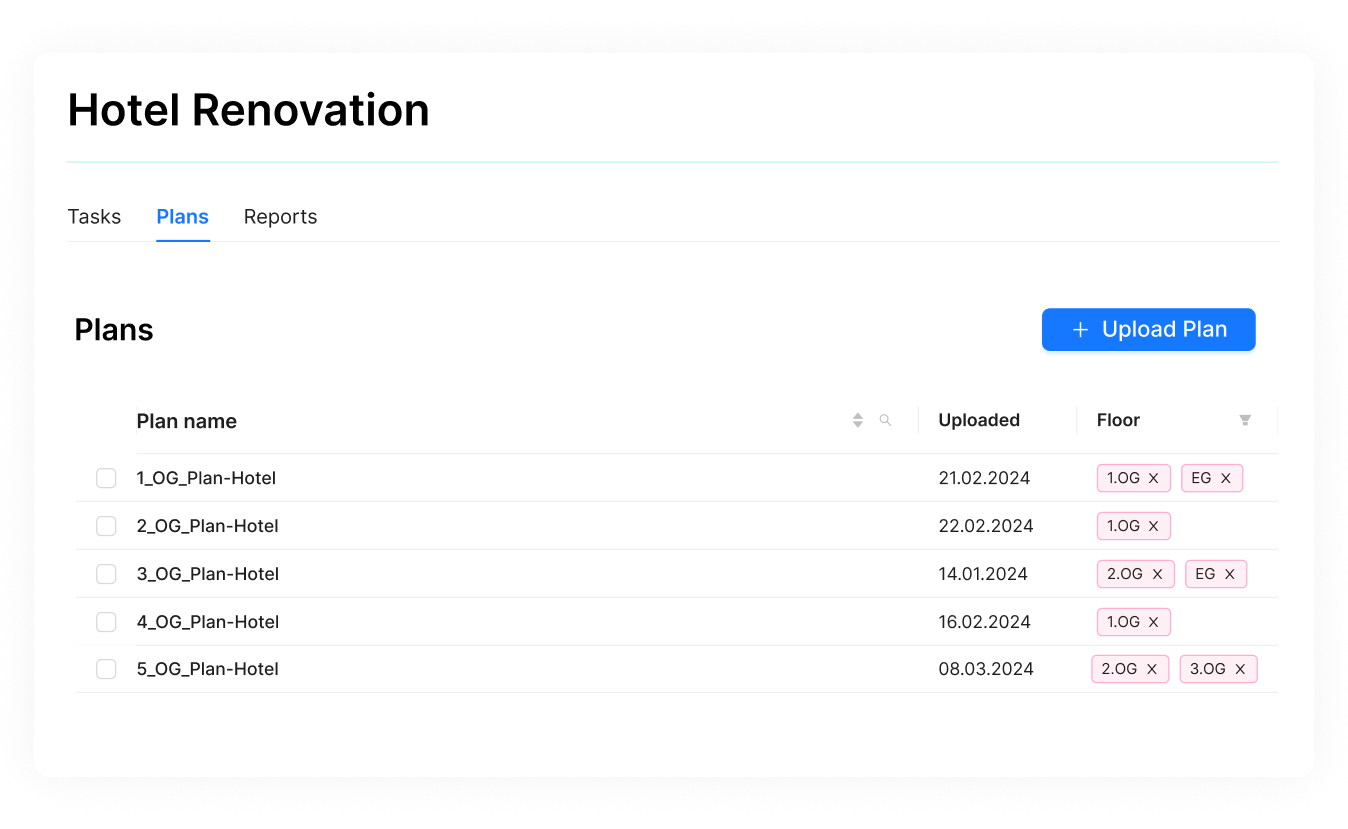 Hotel Renovation
Tasks Plans Reports
Plans
+ Upload Plan
Plan name Uploaded Floor
1_OG_Plan-Hotel 21.02.2024 1.OG X EG X
2_OG_Plan-Hotel 22.02.2024 1.OG X
3_OG_Plan-Hotel 14.01.2024 2.OG X EG X
4_OG_Plan-Hotel 16.02.2024 1.OG X
5_OG_Plan-Hotel 08.03.2024 2.OG X 3.OG X